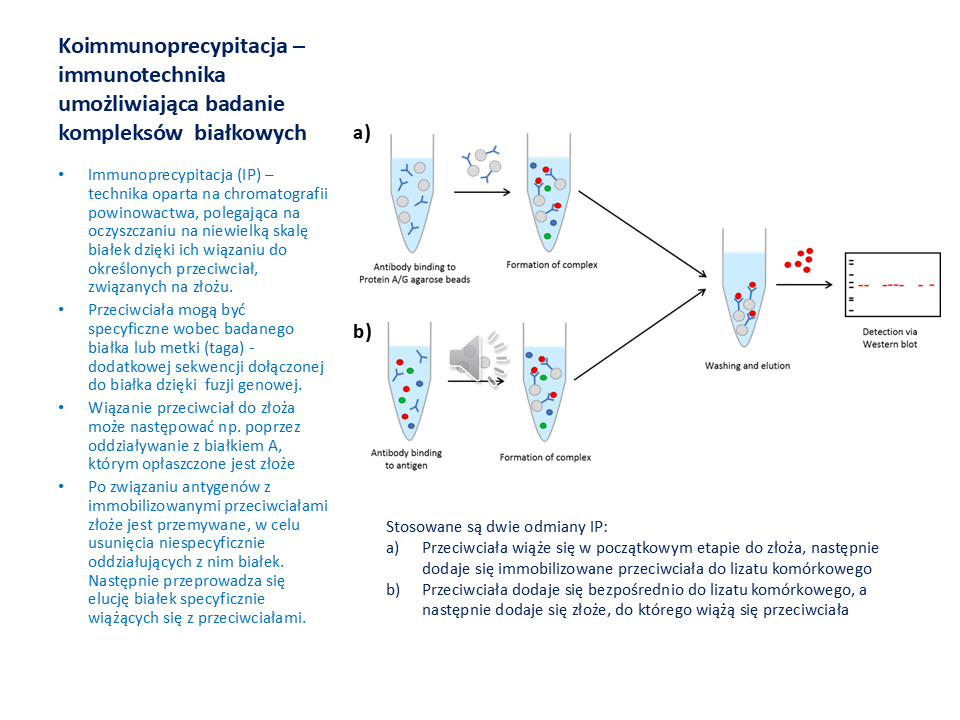 Koimmunoprecypitacja –
immunotechnika
umożliwiająca badanie
kompleksów białkowych
• Immunoprecypitacja (IP) –
technika oparta na chromatografii
powinowactwa, polegająca na
oczyszczaniu na niewielką skalę
białek dzięki ich wiązaniu do
określonych przeciwciał,
związanych na złożu.
• Przeciwciała mogą być
specyficzne wobec badanego
białka lub metki (taga) -
dodatkowej sekwencji dołączonej
do białka dzięki fuzji genowej.
• Wiązanie przeciwciał do złoża
może następować np. poprzez
oddziaływanie z białkiem A,
którym opłaszczone jest złoże
• Po związaniu antygenów z
immobilizowanymi przeciwciałami
złoże jest przemywane, w celu
usunięcia niespecyficznie
oddziałujących z nim białek.
Następnie przeprowadza się
elucję białek specyficznie
wiążących się z przeciwciałami.
a)
Antibody binding to
Protein A/G agarose beads
Formation of complex
b)
Antibody binding
to antigen
Formation of complex
Washing and elution
Detection via
Western blot
Stosowane są dwie odmiany IP:
a) Przeciwciała wiąże się w początkowym etapie do złoża, następnie
dodaje się immobilizowane przeciwciała do lizatu komórkowego
b) Przeciwciała dodaje się bezpośrednio do lizatu komórkowego, a
następnie dodaje się złoże, do którego wiążą się przeciwciała